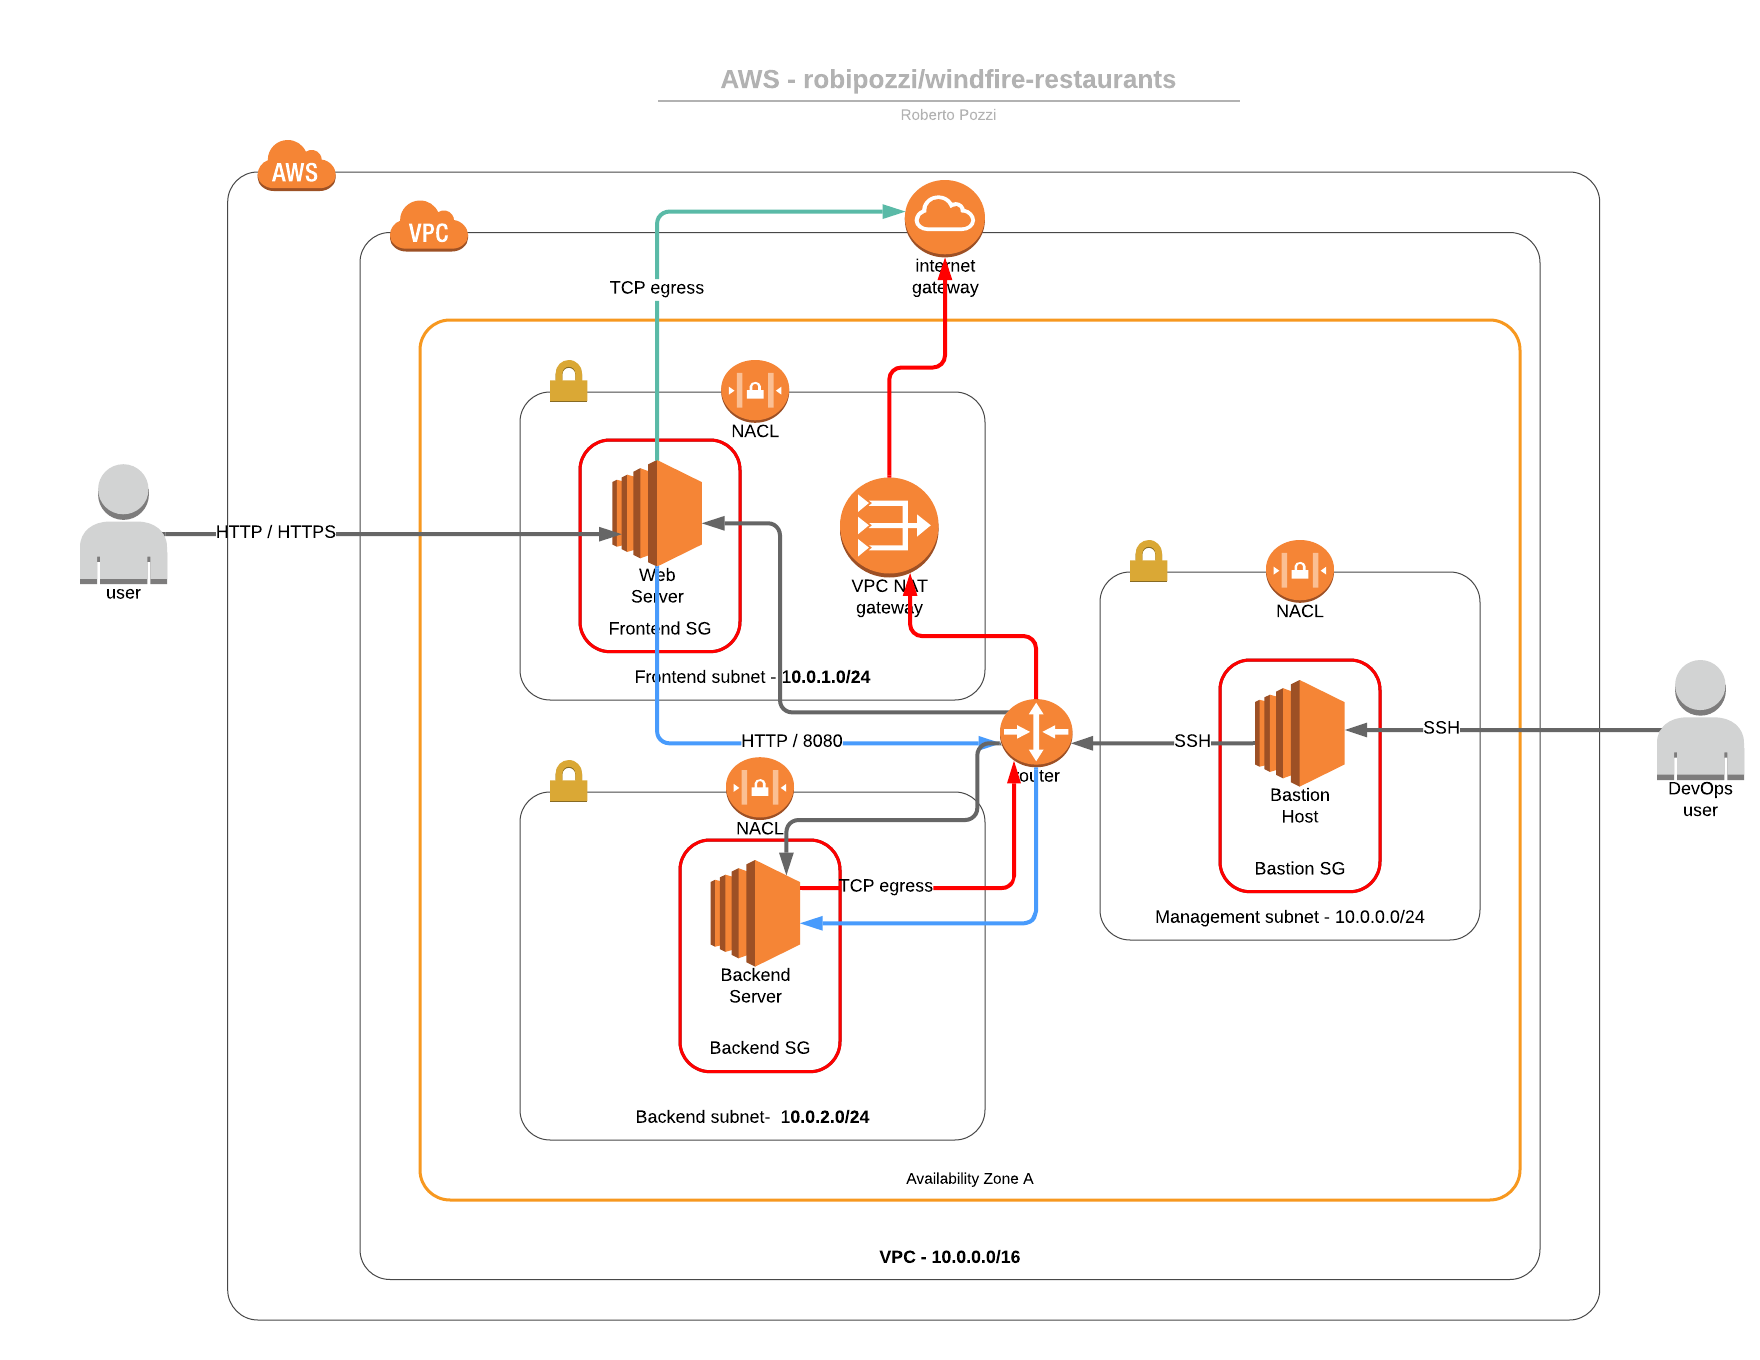 AWS - robipozzi/windfire-restaurants
Roberto Pozzi
AWS
VPC
internet
gateway
TCP egress
NACL
HTTP / HTTPS
user
Web
Server
Frontend SG
Frontend subnet - 10.0.1.0/24
VPC NAT
gateway
NACL
HTTP / 8080
router
SSH
SSH
Bastion
Host
Bastion SG
Management subnet - 10.0.0.0/24
DevOps
user
NACL
TCP egress
Backend
Server
Backend SG
Backend subnet-  10.0.2.0/24
Availability Zone A
VPC - 10.0.0.0/16